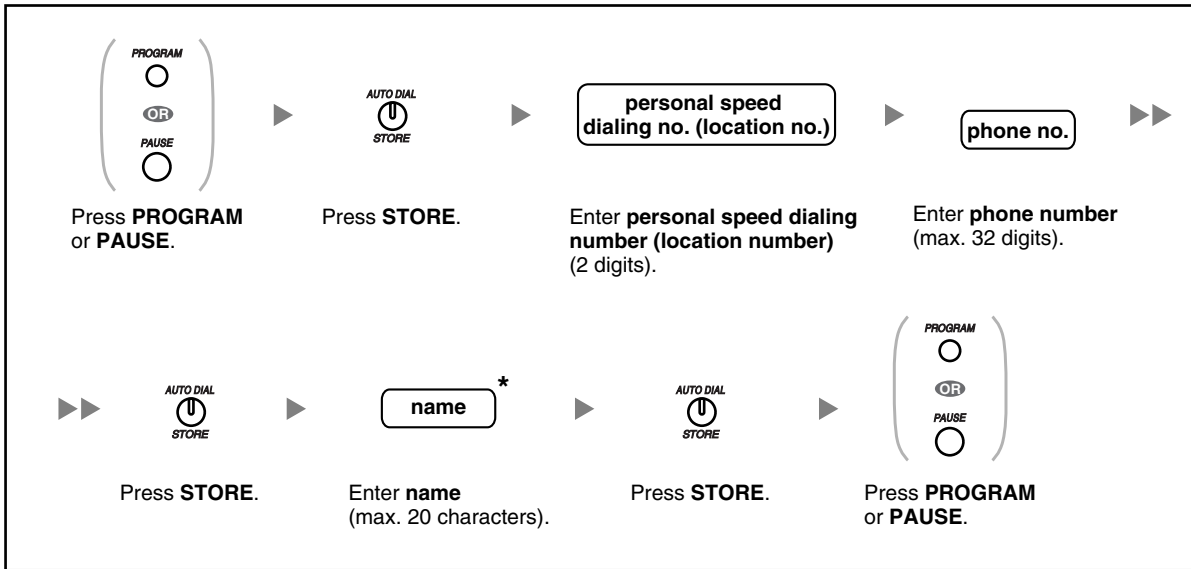 PROGRAM
OR
PAUSE
AUTO DIAL
STORE
personal speed
dialing no. (location no.)
phone no.
Press PROGRAM
or PAUSE.
Press STORE.
Enter personal speed dialing
number (location number)
(2 digits).
Enter phone number
(max. 32 digits).
AUTO DIAL
STORE
name *
AUTO DIAL
STORE
PROGRAM
OR
PAUSE
Press STORE.
Enter name
(max. 20 characters).
Press STORE.
Press PROGRAM
or PAUSE.